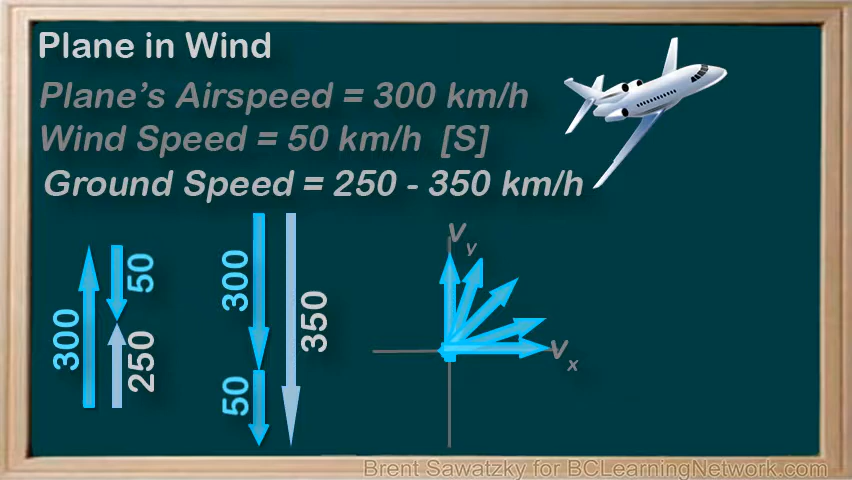 Plane in Wind
Plane's Airspeed = 300 km/h
Wind Speed = 50 km/h [S]
Ground Speed = 250 - 350 km/h
300
50
250
300
50
350
Vy
Vx
Brent Sawatzky for BCLearningNetwork.com